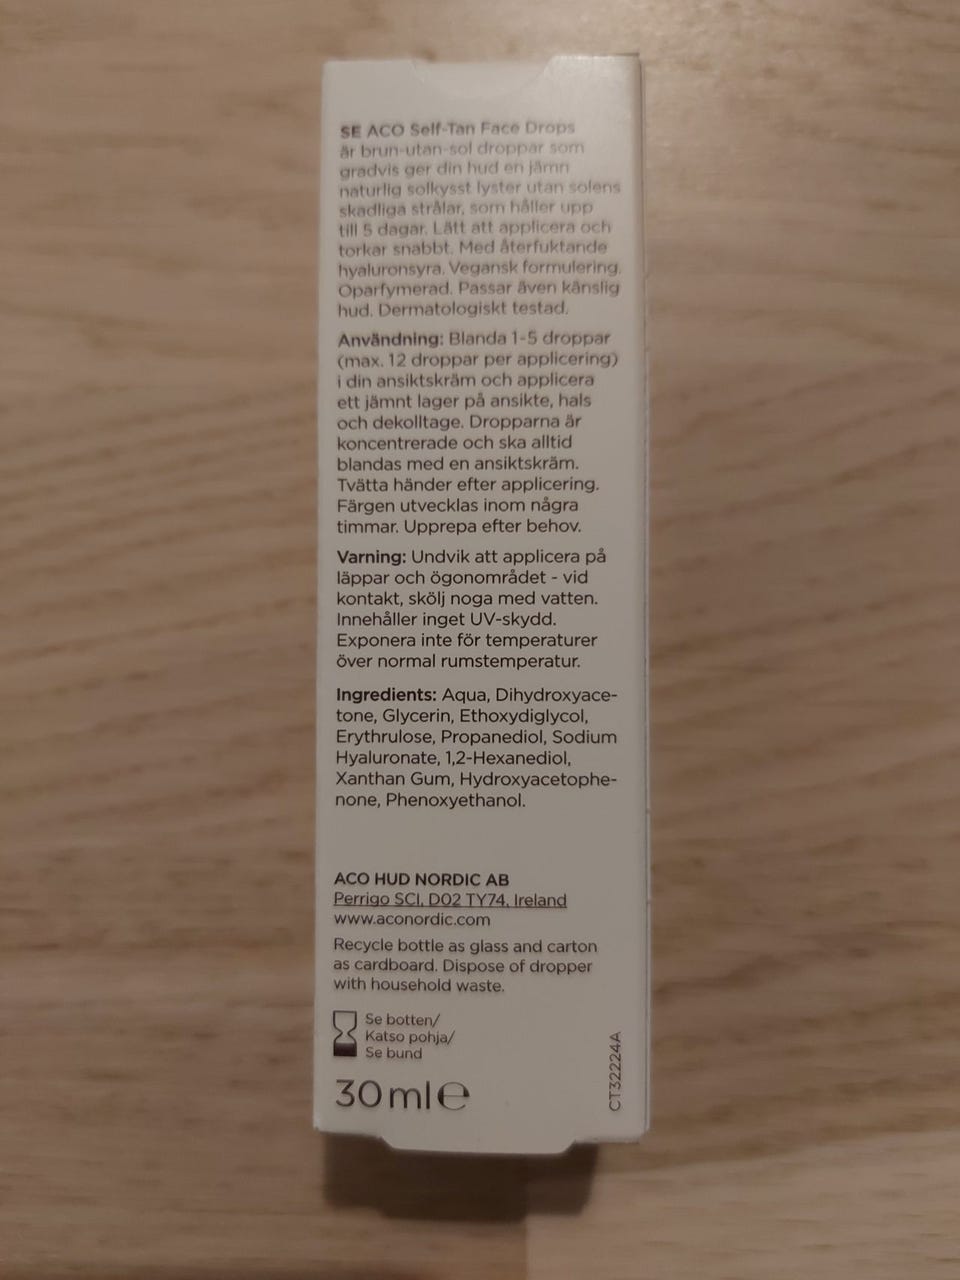 SE ACO Self-Tan Face Drops
är brun-utan-sol droppar som
gradvis ger din hud en jämn
naturlig solkysst lyster utan solens
skadliga strålar, som håller upp
till 5 dagar. Lätt att applicera och
torkar snabbt. Med återfuktande
hyaluronsyra. Vegansk formulering.
Oparfymerad. Passar även känslig
hud. Dermatologiskt testad.
Användning: Blanda 1-5 droppar
(max. 12 droppar per applicering)
i din ansiktskräm och applicera
ett jämnt lager på ansikte, hals
och dekolltage. Dropparna är
koncentrerade och ska alltid
blandas med en ansiktskräm.
Tvätta händer efter applicering.
Färgen utvecklas inom några
timmar. Upprepa efter behov.
Varning: Undvik att applicera på
läppar och ögonområdet - vid
kontakt, skölj noga med vatten.
Innehåller inget UV-skydd.
Exponera inte för temperaturer
över normal rumstemperatur.
Ingredients: Aqua, Dihydroxyace-
tone, Glycerin, Ethoxydiglycol,
Erythrulose, Propanediol, Sodium
Hyaluronate, 1,2-Hexanediol,
Xanthan Gum, Hydroxyacetophe-
none, Phenoxyethanol.
ACO HUD NORDIC AB
Perrigo SCI, D02 TY74, Ireland
www.aconordic.com
Recycle bottle as glass and carton
as cardboard. Dispose of dropper
with household waste.
Se botten/
Katso pohja/
Se bund
30 ml ℮
CT32224A